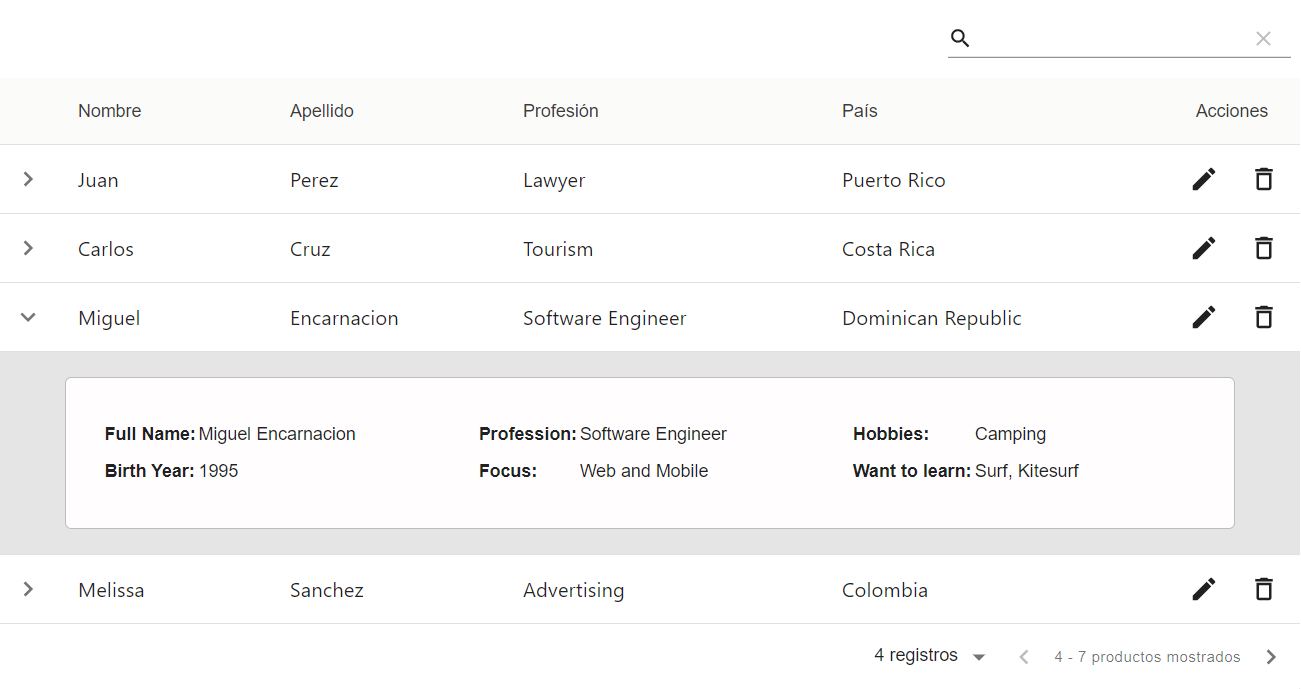 Nombre Apellido Profesión País Acciones
Juan Perez Lawyer Puerto Rico
Carlos Cruz Tourism Costa Rica
Miguel Encarnacion Software Engineer Dominican Republic
Full Name: Miguel Encarnacion Profession: Software Engineer Hobbies: Camping
Birth Year: 1995 Focus: Web and Mobile Want to learn: Surf, Kitesurf
Melissa Sanchez Advertising Colombia
4 registros 4 - 7 productos mostrados